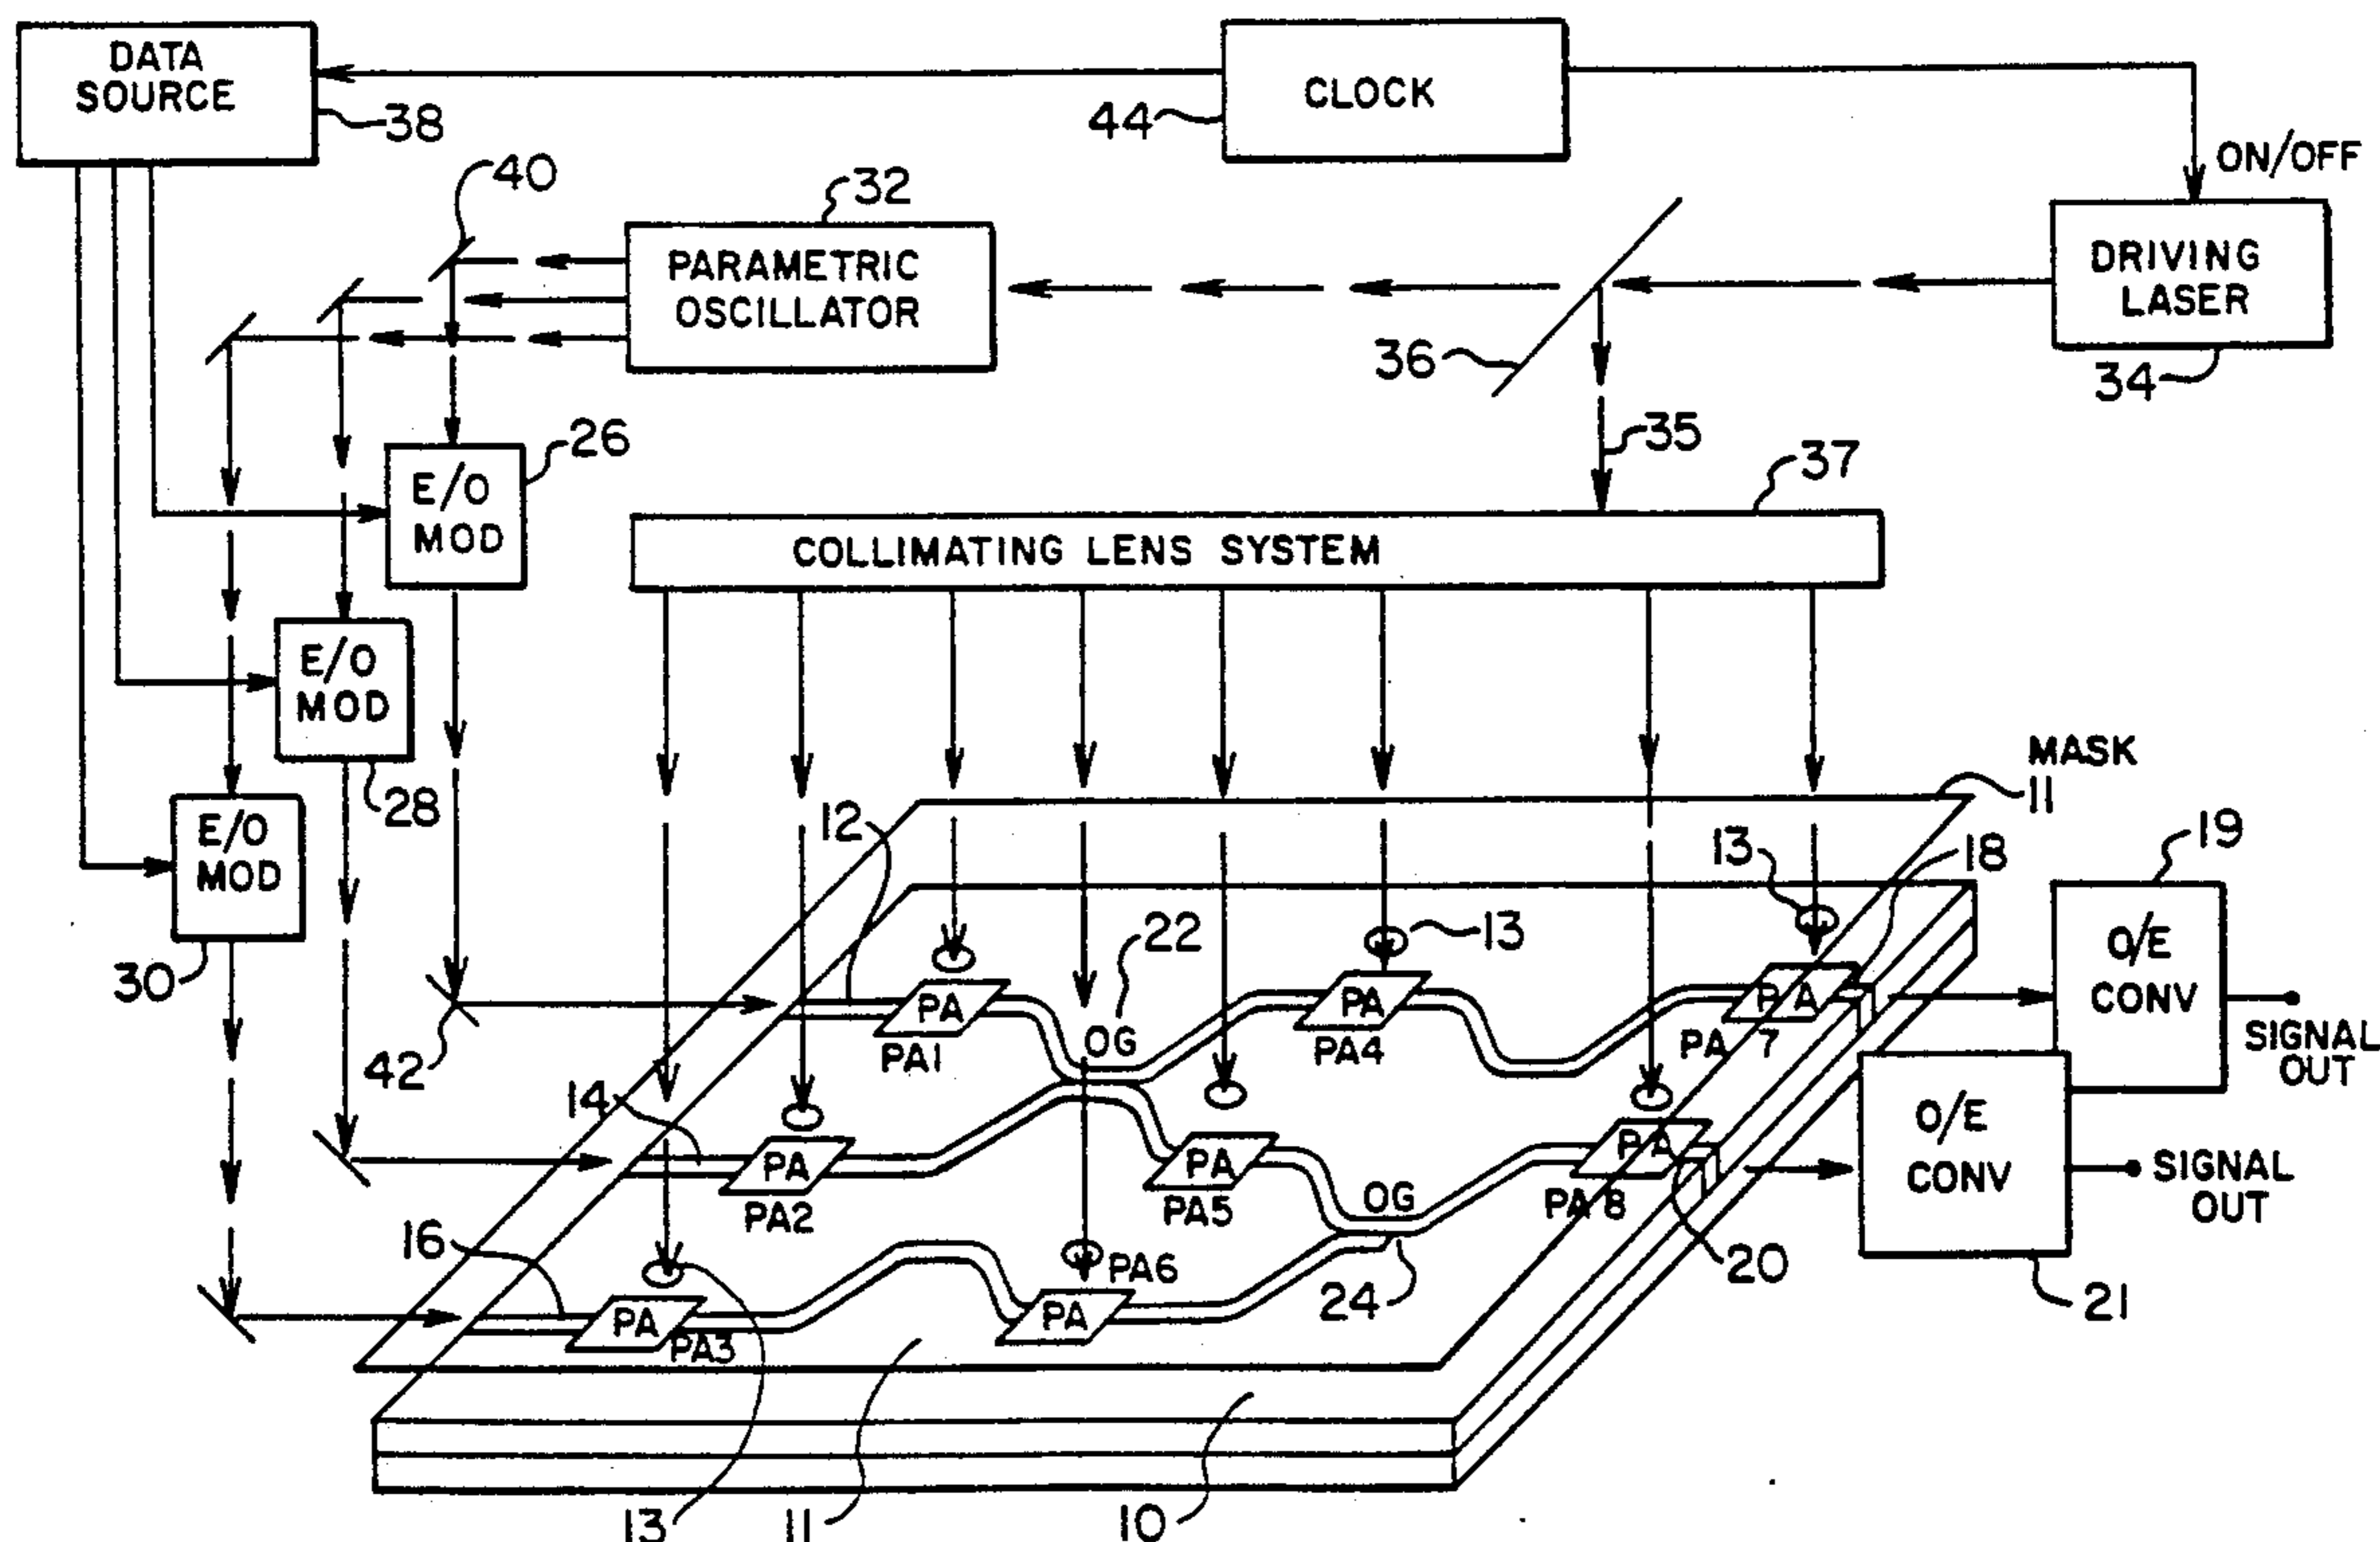 DATA
SOURCE
38
CLOCK
44
ON/OFF
40
32
PARAMETRIC
OSCILLATOR
DRIVING
LASER
34
36
35
26
E/O
MOD
37
COLLIMATING LENS SYSTEM
E/O
MOD
28
E/O
MOD
30
MASK
11
12
13
18
19
22
13
O/E
CONV
SIGNAL
OUT
PA
PA1
OG
PA
PA4
PA
PA 7
42
14
PA
PA2
PA
PA5
OG
PA
PA 8
O/E
CONV
SIGNAL
OUT
16
PA6
24
20
21
PA
PA3
PA
13
11
10